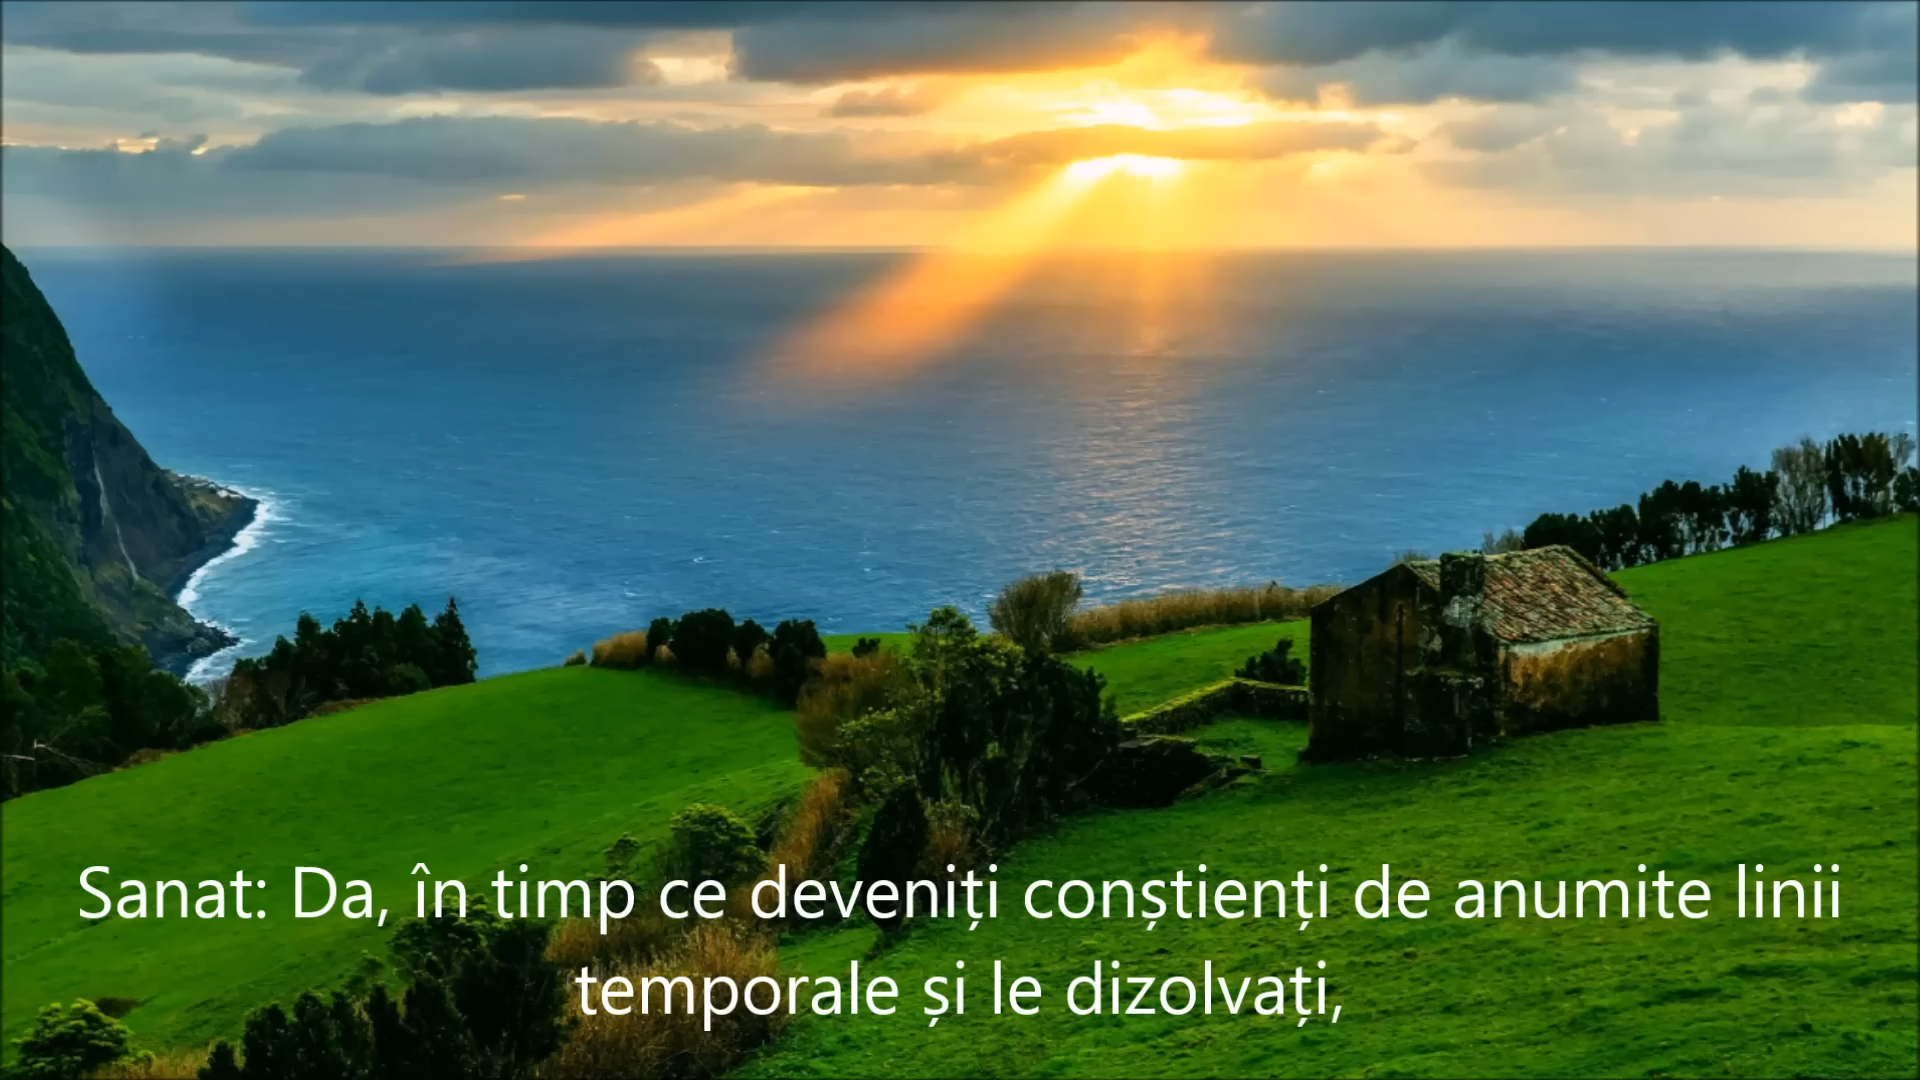 Sanat: Da, în timp ce deveniți conștienți de anumite linii
temporale și le dizolvați,